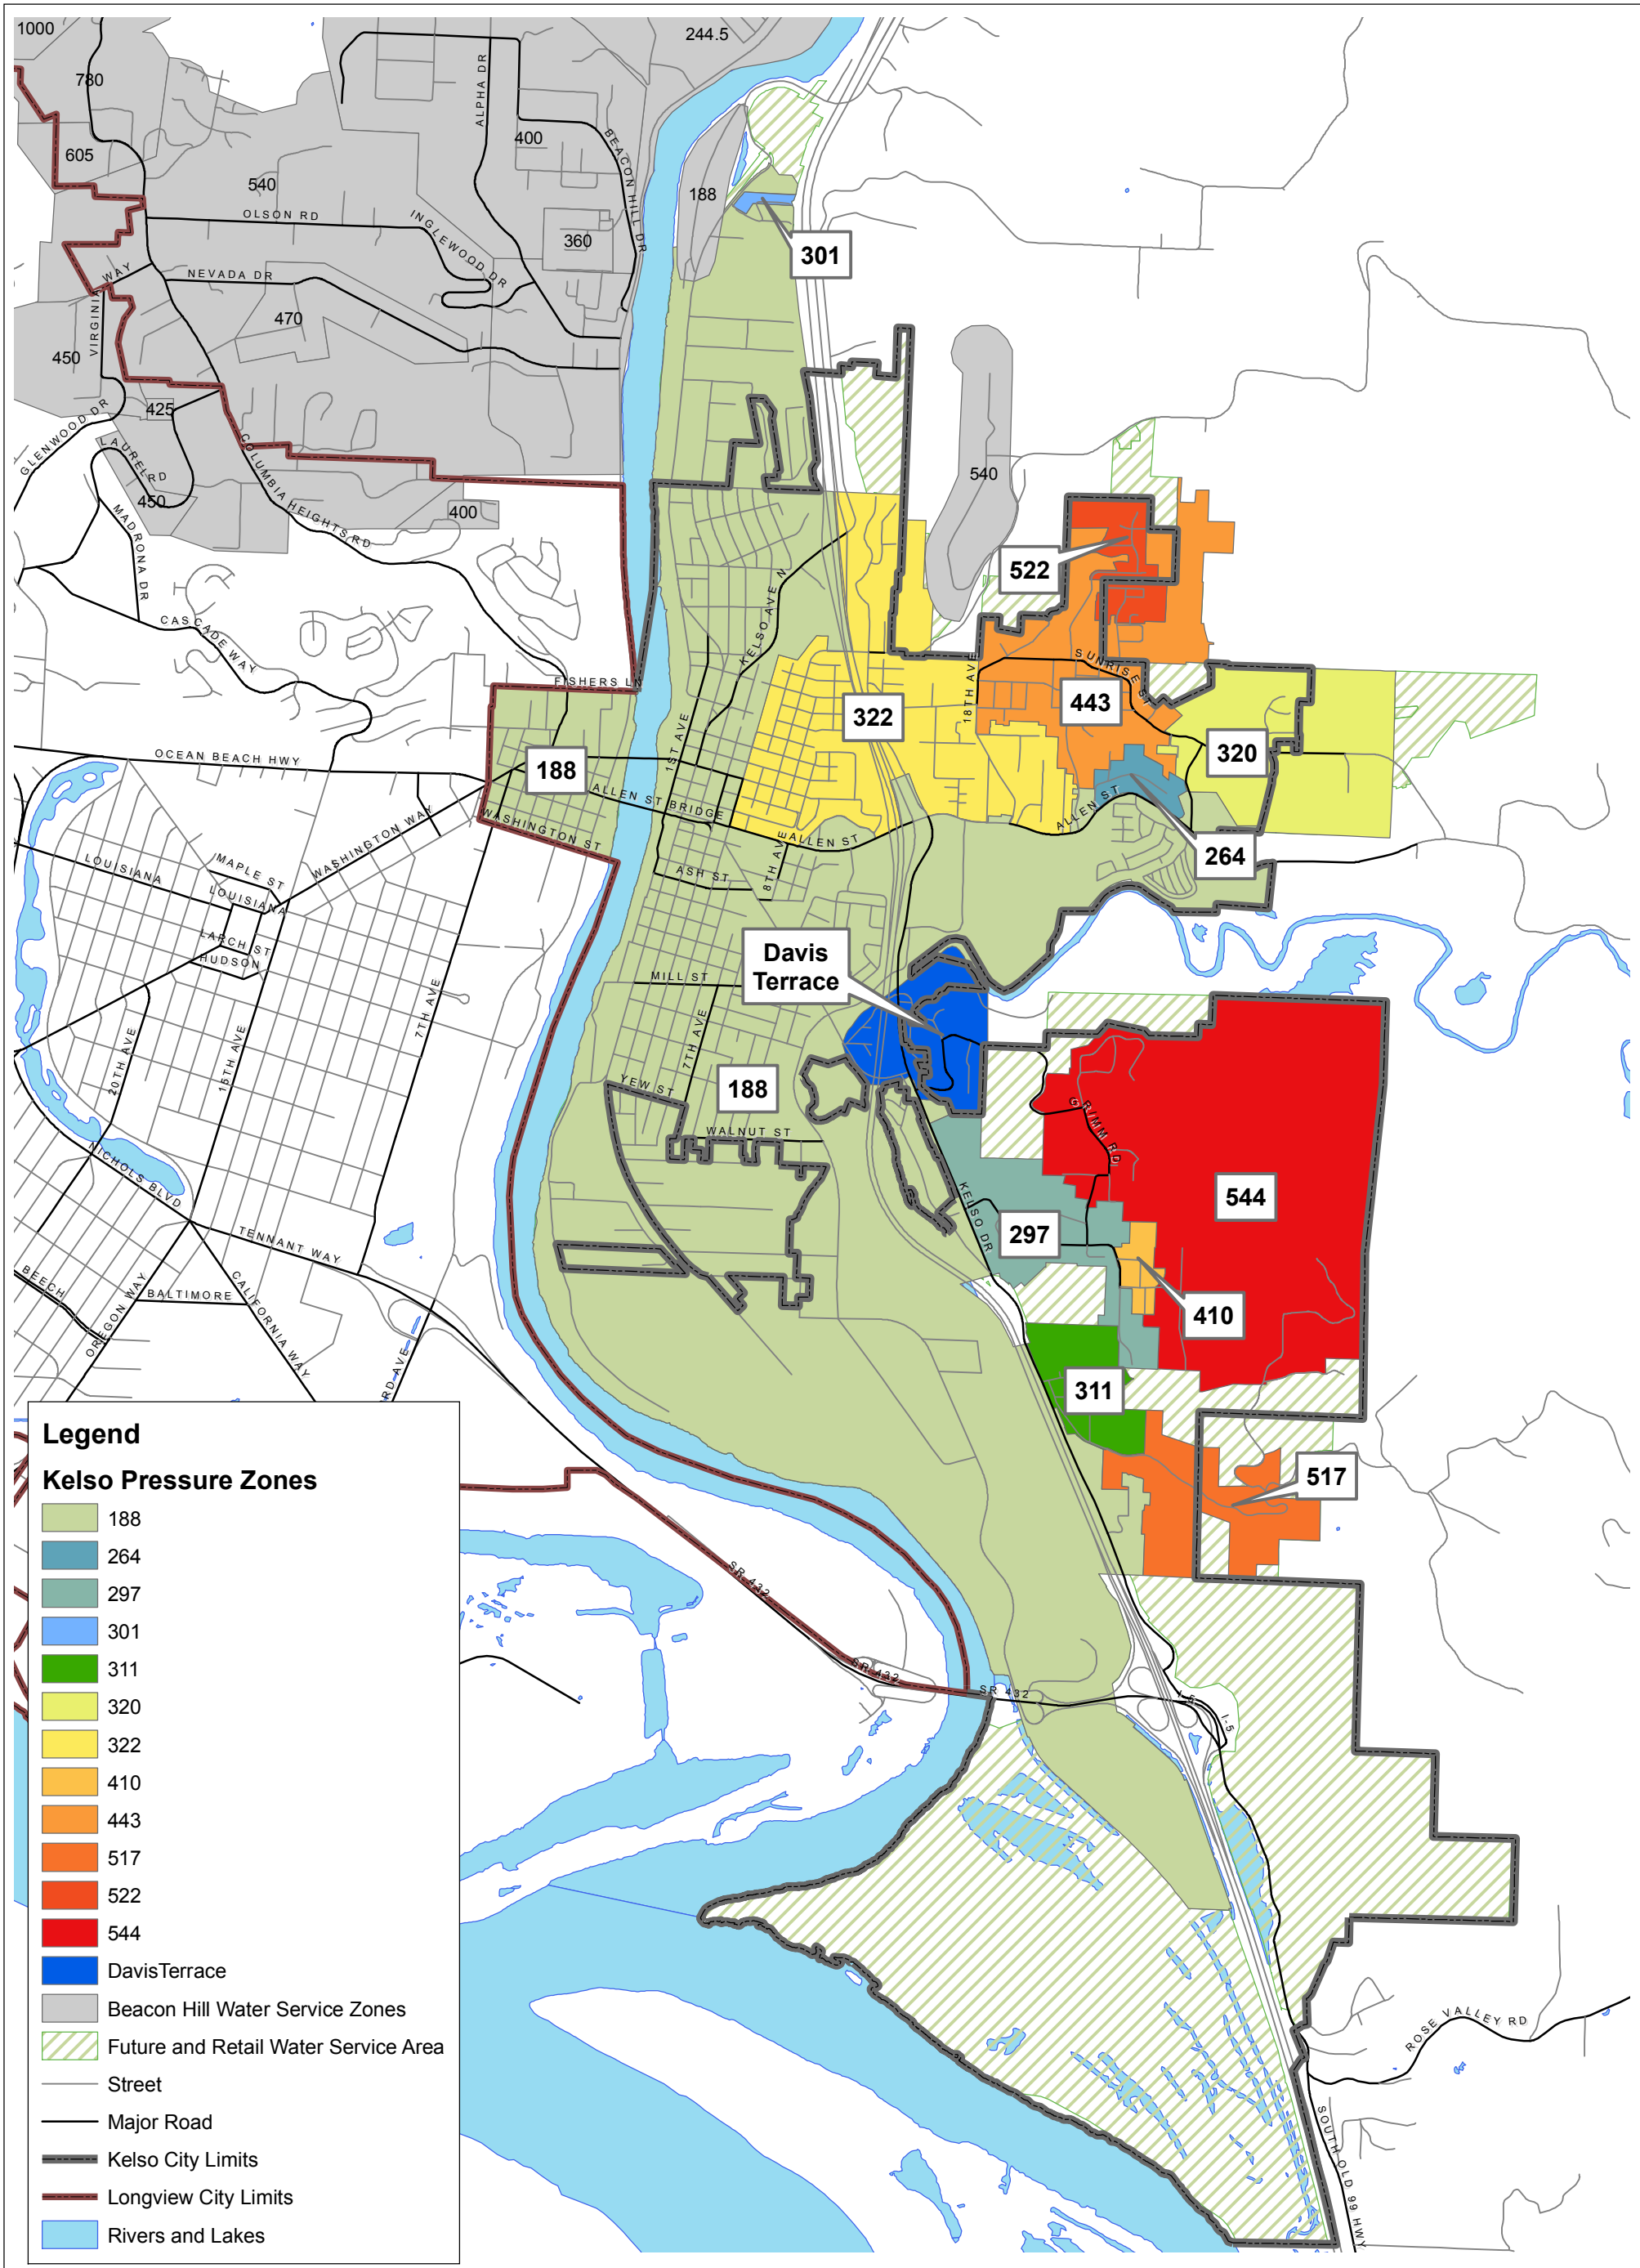 1000
244.5
780
ALPHA DR
400
BEACON HILL DR
605
540
188
OLSON RD
INGLEWOOD DR
360
301
WAY
NEVADA DR
VIRGINIA
470
450
425
GLENWOOD DR
LAUREL RD
COLUMBIA HEIGHTS RD
450
400
540
MADRONA DR
522
KELSO AVE N
CASCADE WAY
FISHERS LN
18TH AVE
SUNRISE ST
443
322
1ST AVE
320
OCEAN BEACH HWY
188
ALLEN ST BRIDGE
ALLEN ST
WASHINGTON WAY
WASHINGTON ST
8TH AVE
ALLEN ST
264
MAPLE ST
LOUISIANA
LOUISIANA
ASH ST
LARCH ST
HUDSON
Davis
Terrace
MILL ST
7TH AVE
20TH AVE
15TH AVE
7TH AVE
YEW ST
188
WALNUT ST
GRIMM RD
NICHOLS BLVD
544
KELSO DR
297
TENNANT WAY
BEECH
OREGON WAY
BALTIMORE
CALIFORNIA WAY
410
RD AVE
311
517
SR 432
SR 432
SR 432
I-5
I-5
ROSE VALLEY RD
SOUTH OLD 99 HWY
Legend
Kelso Pressure Zones
188
264
297
301
311
320
322
410
443
517
522
544
DavisTerrace
Beacon Hill Water Service Zones
Future and Retail Water Service Area
Street
Major Road
Kelso City Limits
Longview City Limits
Rivers and Lakes